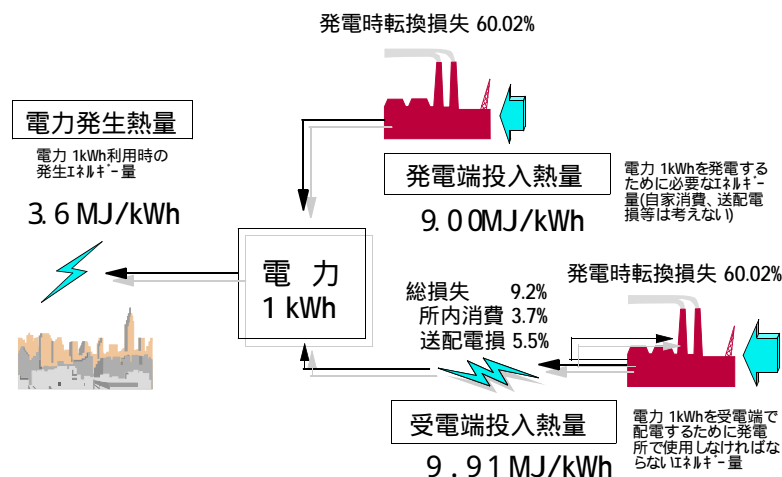 発電時転換損失 60.02%
電力発生熱量
電力 1kWh利用時の
発生ｴﾈﾙｷﾞｰ量
3.6 MJ/kWh
発電端投入熱量
9.00MJ/kWh
電力 1kWhを発電する
ために必要なｴﾈﾙｷﾞｰ
量(自家消費、送配電
損等は考えない)
電 力
1 kWh
総損失 9.2%
所内消費 3.7%
送配電損 5.5%
発電時転換損失 60.02%
受電端投入熱量
9.91 MJ/kWh
電力 1kWhを受電端で
配電するために発電
所で使用しなければな
らないｴﾈﾙｷﾞｰ量